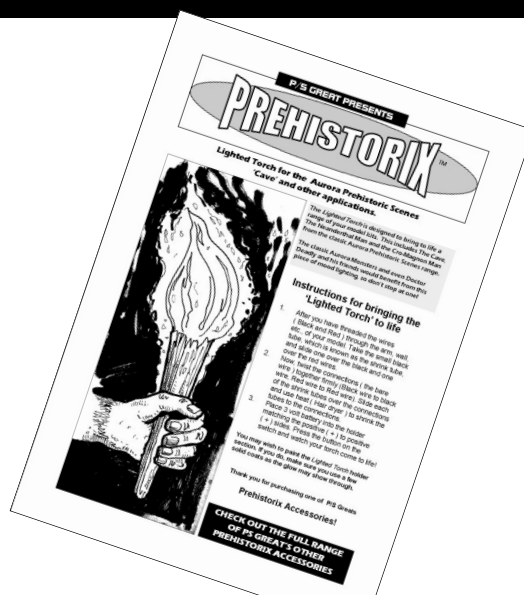 P/S GREAT PRESENTS
PREHISTORIX™
Lighted Torch for the Aurora Prehistoric Scenes
'Cave' and other applications.
The Lighted Torch is designed to bring to life a
range of your model kits. This includes The Cave,
The Neanderthal Man and the Cro-Magnon Man
from the classic Aurora Prehistoric Scenes range.
The classic Aurora Monsters and even Doctor
Deadly and his friends would benefit from this
piece of mood lighting, so don't stop at one!
Instructions for bringing the
'Lighted Torch' to life
1. After you have threaded the wires
( Black and Red ) through the arm, wall,
etc.. of your model. Take the small black
tube, which is known as the shrink tube,
and slide one over the black and one
over the red wires.
2. Now, twist the connections ( the bare
wire ) together firmly (Black wire to black
wire, Red wire to Red wire). Slide each
of the shrink tubes over the connections
and use heat ( Hair dryer ) to shrink the
tubes to the connections.
3. Place 3 volt battery into the holder
matching the positive ( + ) to positive
( + ) sides. Press the button on the
switch and watch your torch come to life!
You may wish to paint the Lighted Torch holder
section. If you do, make sure you use a few
solid coats as the glow may show through.
Thank you for purchasing one of P/S Greats
Prehistorix Accessories!
CHECK OUT THE FULL RANGE
OF PS GREAT'S OTHER
PREHISTORIX ACCESSORIES